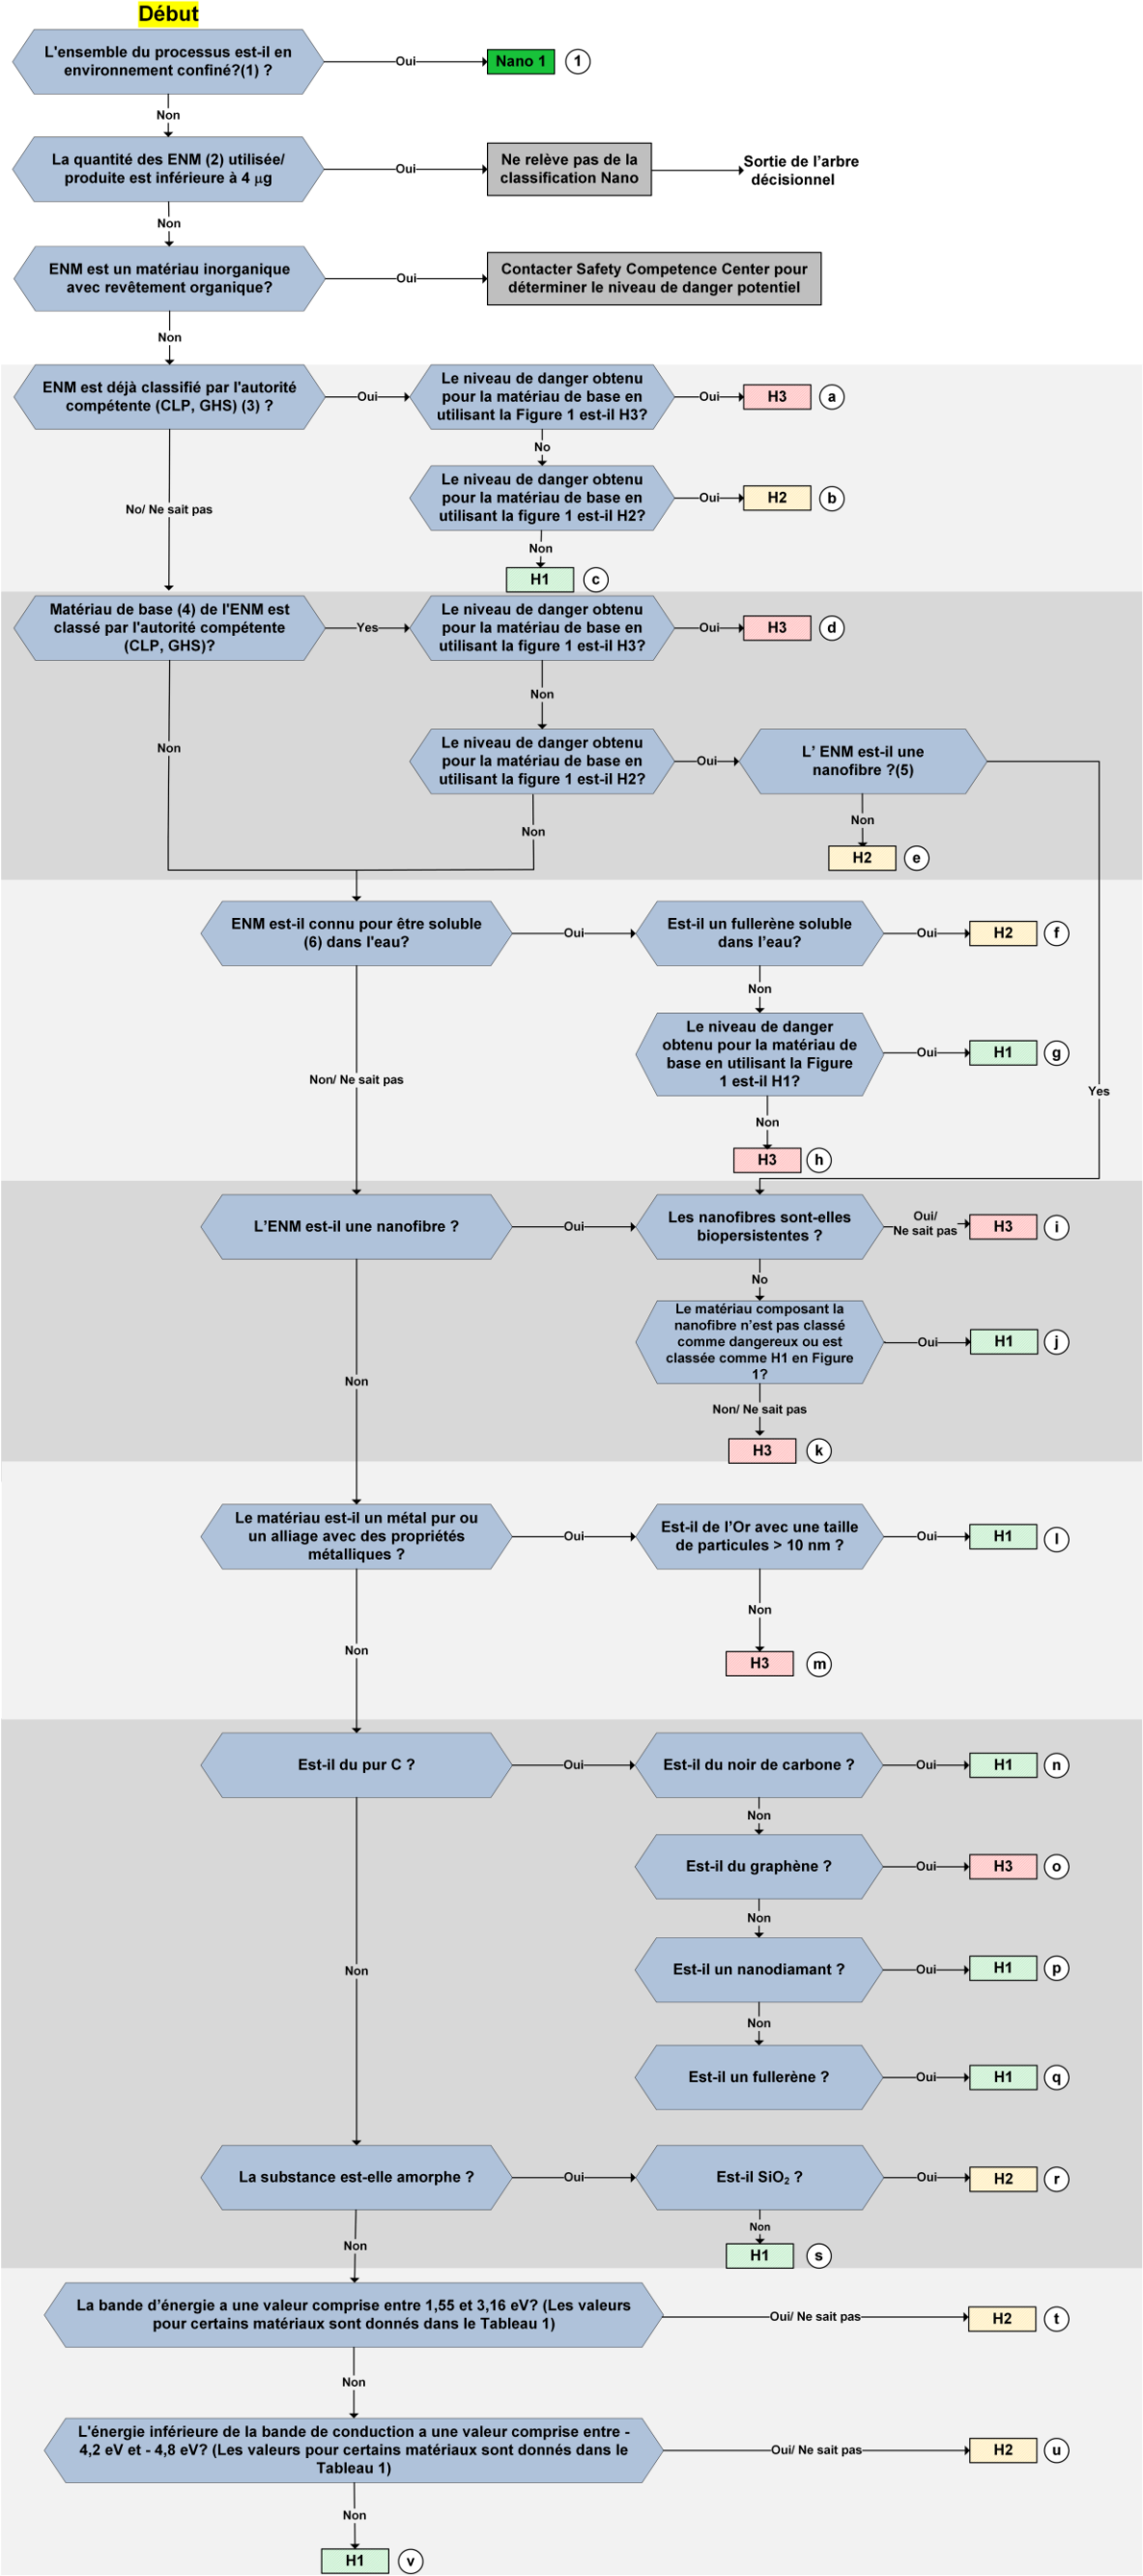 Début
L'ensemble du processus est-il en
environnement confiné?(1) ?
Oui
Nano 1
1
Non
La quantité des ENM (2) utilisée/
produite est inférieure à 4 µg
Oui
Ne relève pas de la
classification Nano
Sortie de l'arbre
décisionnel
Non
ENM est un matériau inorganique
avec revêtement organique?
Oui
Contacter Safety Competence Center pour
déterminer le niveau de danger potentiel
Non
ENM est déjà classifié par l'autorité
compétente (CLP, GHS) (3) ?
Oui
Le niveau de danger obtenu
pour la matériau de base en
utilisant la Figure 1 est-il H3?
Oui
H3
a
No
No/ Ne sait pas
Le niveau de danger obtenu
pour la matériau de base en
utilisant la figure 1 est-il H2?
Oui
H2
b
Non
H1
c
Matériau de base (4) de l'ENM est
classé par l'autorité compétente
(CLP, GHS)?
Yes
Le niveau de danger obtenu
pour la matériau de base en
utilisant la figure 1 est-il H3?
Oui
H3
d
Non
Non
Le niveau de danger obtenu
pour la matériau de base en
utilisant la figure 1 est-il H2?
Oui
L' ENM est-il une
nanofibre ?(5)
Non
Non
H2
e
ENM est-il connu pour être soluble
(6) dans l'eau?
Oui
Est-il un fullerène soluble
dans l'eau?
Oui
H2
f
Non
Le niveau de danger
obtenu pour la matériau de
base en utilisant la Figure
1 est-il H1?
Oui
H1
g
Non/ Ne sait pas
Yes
Non
H3
h
L'ENM est-il une nanofibre ?
Oui
Les nanofibres sont-elles
biopersistentes ?
Oui/
Ne sait pas
H3
i
No
Le matériau composant la
nanofibre n'est pas classé
comme dangereux ou est
classée comme H1 en Figure
1?
Oui
H1
j
Non
Non/ Ne sait pas
H3
k
Le matériau est-il un métal pur ou
un alliage avec des propriétés
métalliques ?
Oui
Est-il de l'Or avec une taille
de particules > 10 nm ?
Oui
H1
l
Non
Non
H3
m
Est-il du pur C ?
Oui
Est-il du noir de carbone ?
Oui
H1
n
Non
Est-il du graphène ?
Oui
H3
o
Non
Non
Est-il un nanodiamant ?
Oui
H1
p
Non
Est-il un fullerène ?
Oui
H1
q
La substance est-elle amorphe ?
Oui
Est-il SiO₂ ?
Oui
H2
r
Non
Non
H1
s
La bande d'énergie a une valeur comprise entre 1,55 et 3,16 eV? (Les valeurs
pour certains matériaux sont donnés dans le Tableau 1)
Oui/ Ne sait pas
H2
t
Non
L'énergie inférieure de la bande de conduction a une valeur comprise entre -
4,2 eV et - 4,8 eV? (Les valeurs pour certains matériaux sont donnés dans le
Tableau 1)
Oui/ Ne sait pas
H2
u
Non
H1
v